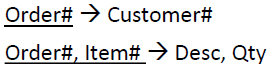 Order# → Customer#
Order#, Item# → Desc, Qty